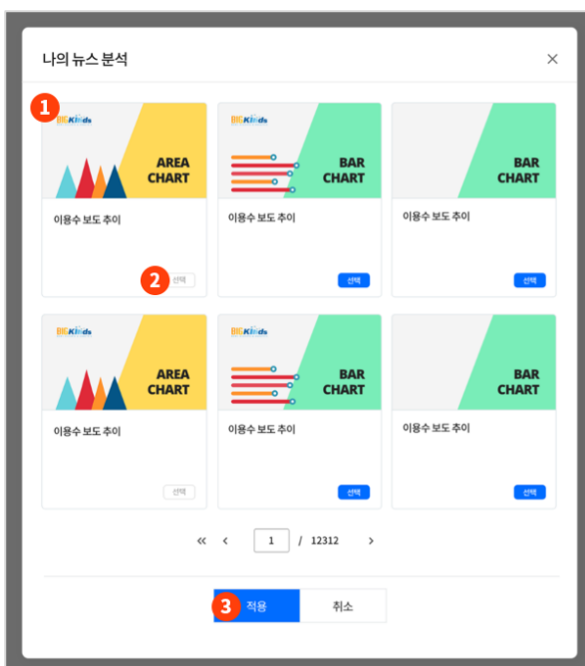 나의 뉴스 분석 ×
1
BIGKinds
AREA
CHART
이용수 보도 추이
2 선택
BIGKinds
BAR
CHART
이용수 보도 추이
선택
BAR
CHART
이용수 보도 추이
선택
BIGKinds
AREA
CHART
이용수 보도 추이
선택
BIGKinds
BAR
CHART
이용수 보도 추이
선택
BAR
CHART
이용수 보도 추이
선택
« ‹ 1 / 12312 ›
3 적용 취소